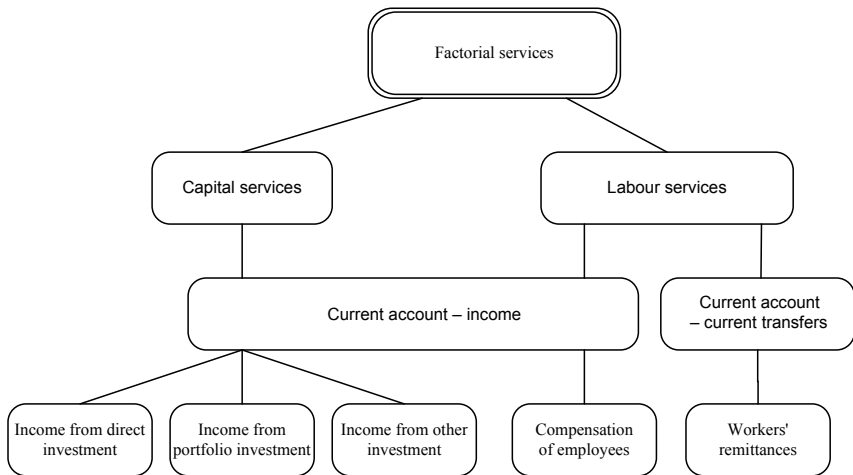 Factorial services
Capital services
Labour services
Current account – income
Current account
– current transfers
Income from direct
investment
Income from
portfolio investment
Income from other
investment
Compensation
of employees
Workers'
remittances